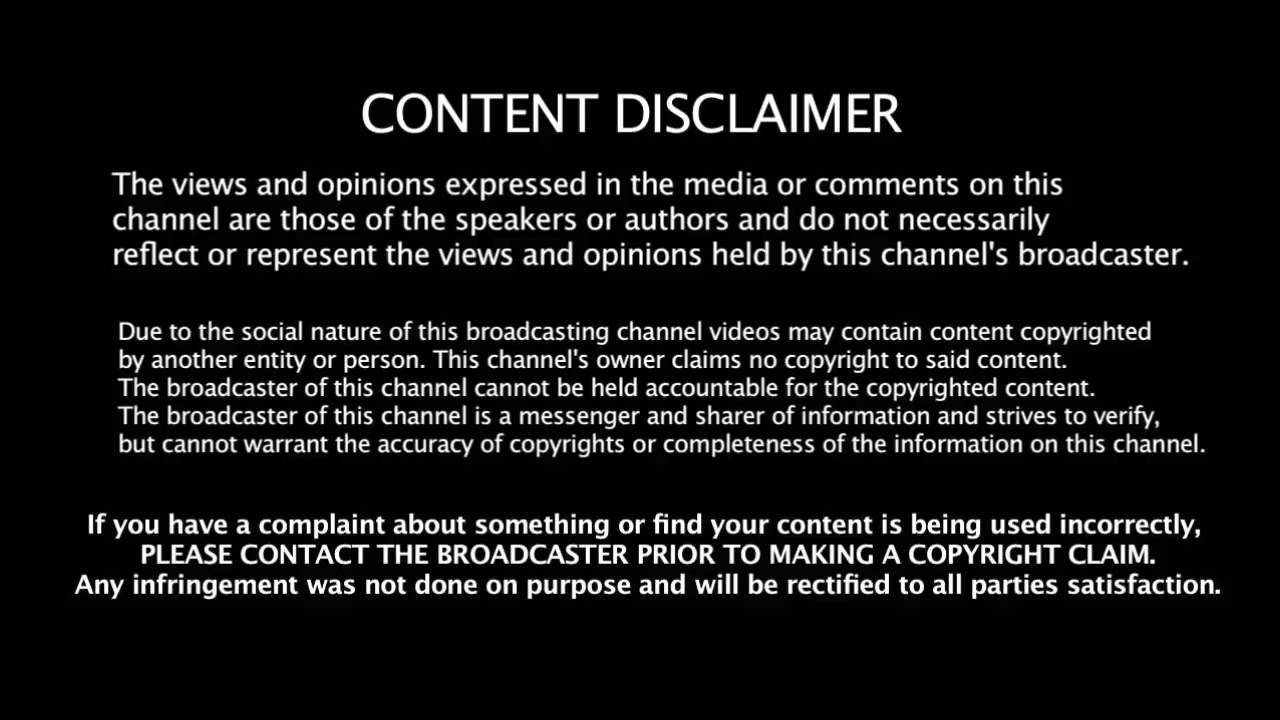 CONTENT DISCLAIMER
The views and opinions expressed in the media or comments on this
channel are those of the speakers or authors and do not necessarily
reflect or represent the views and opinions held by this channel's broadcaster.
Due to the social nature of this broadcasting channel videos may contain content copyrighted
by another entity or person. This channel's owner claims no copyright to said content.
The broadcaster of this channel cannot be held accountable for the copyrighted content.
The broadcaster of this channel is a messenger and sharer of information and strives to verify,
but cannot warrant the accuracy of copyrights or completeness of the information on this channel.
If you have a complaint about something or find your content is being used incorrectly,
PLEASE CONTACT THE BROADCASTER PRIOR TO MAKING A COPYRIGHT CLAIM.
Any infringement was not done on purpose and will be rectified to all parties satisfaction.